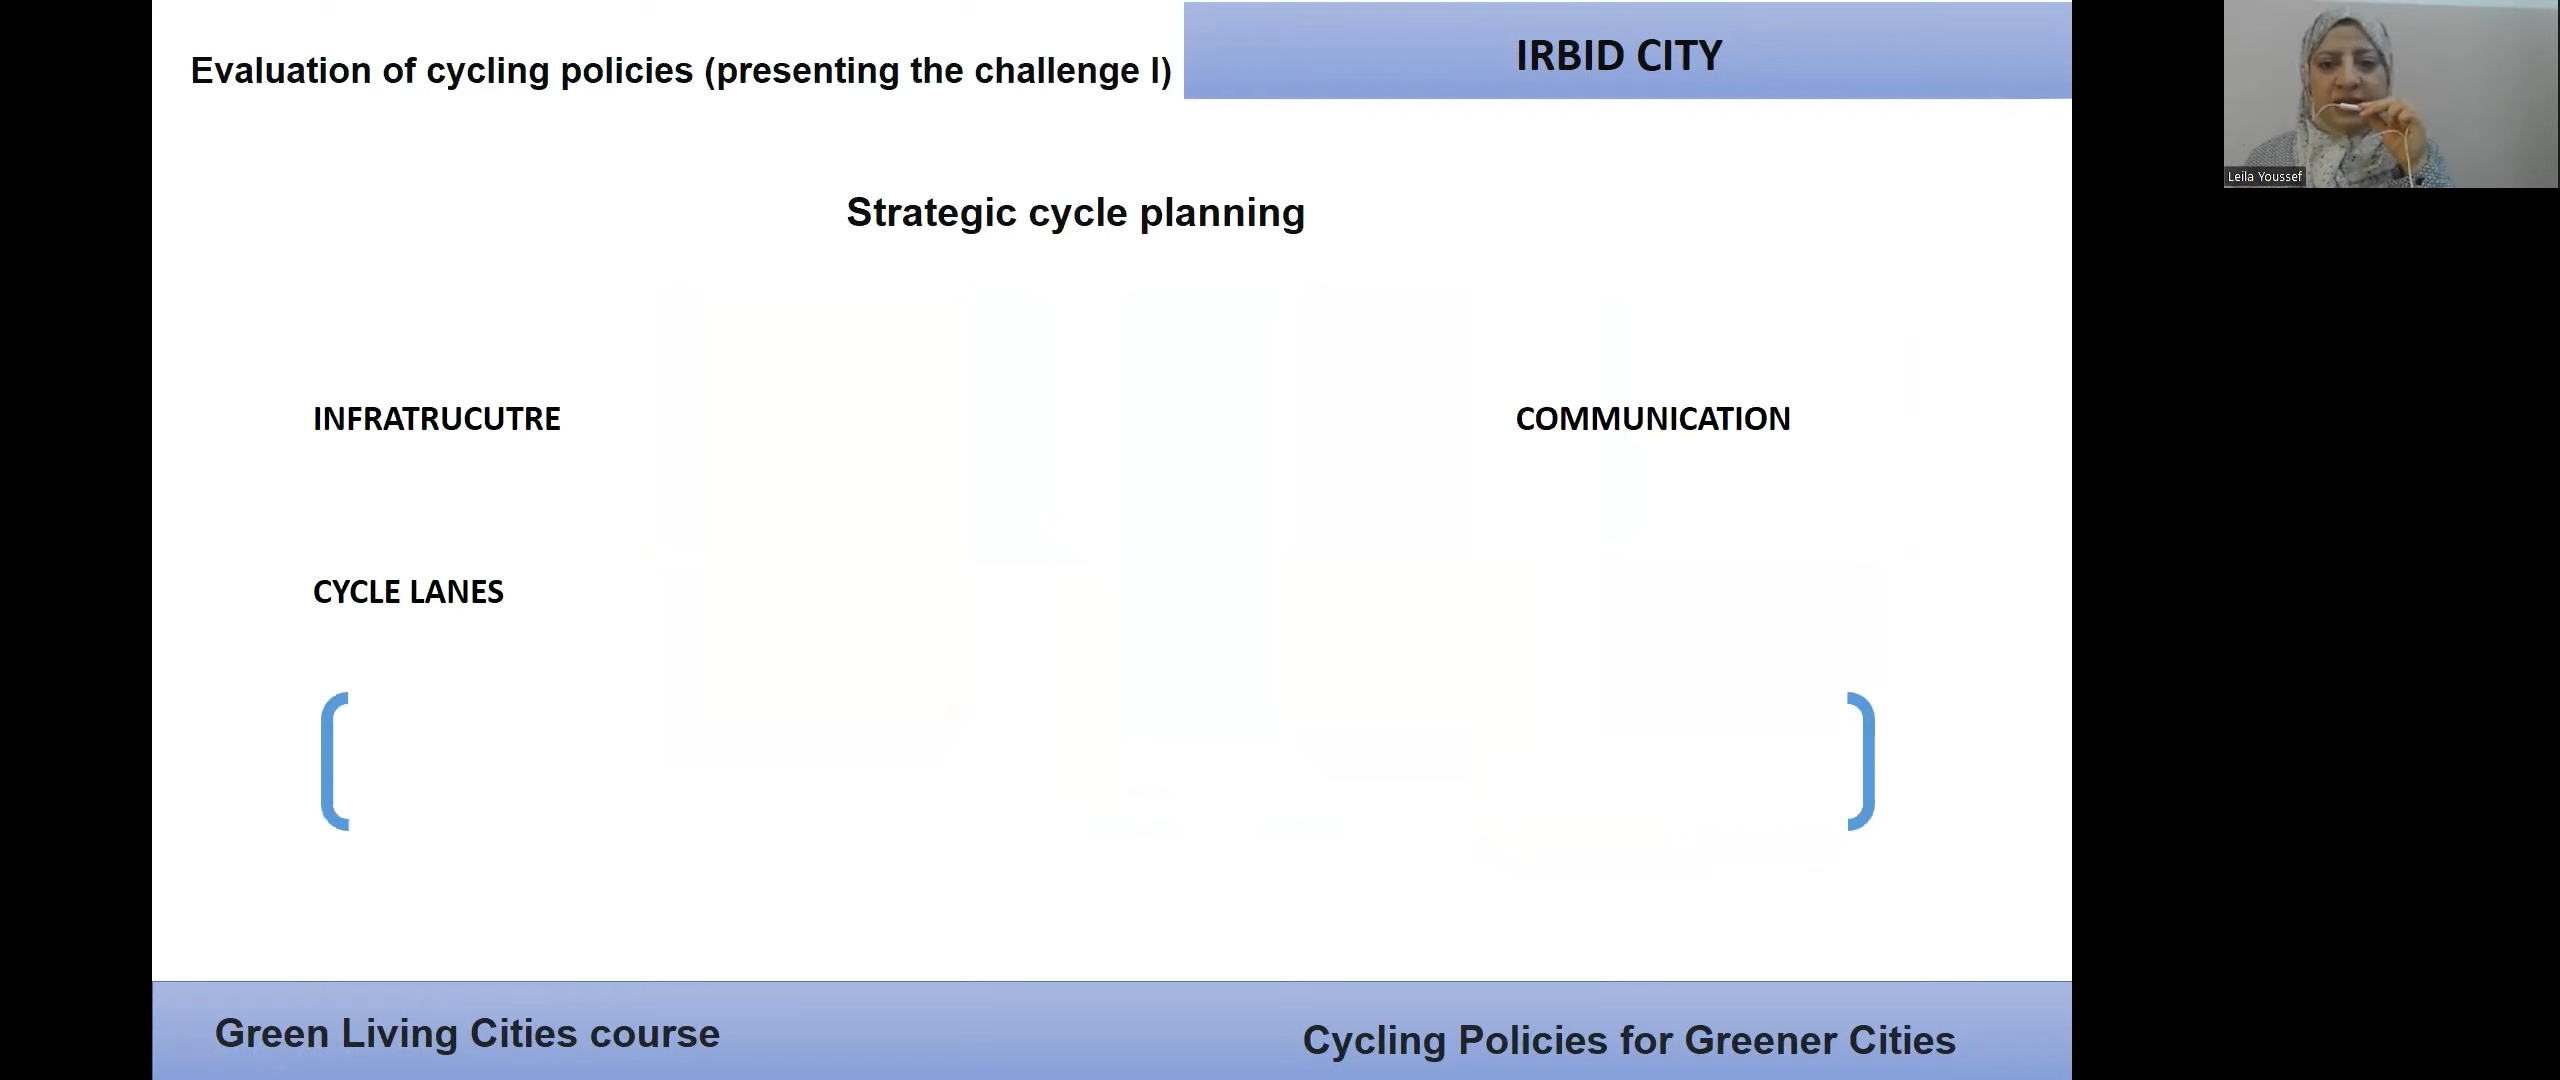 Evaluation of cycling policies (presenting the challenge I)
IRBID CITY
Leila Youssef
Strategic cycle planning
INFRATRUCUTRE
COMMUNICATION
CYCLE LANES
Green Living Cities course
Cycling Policies for Greener Cities